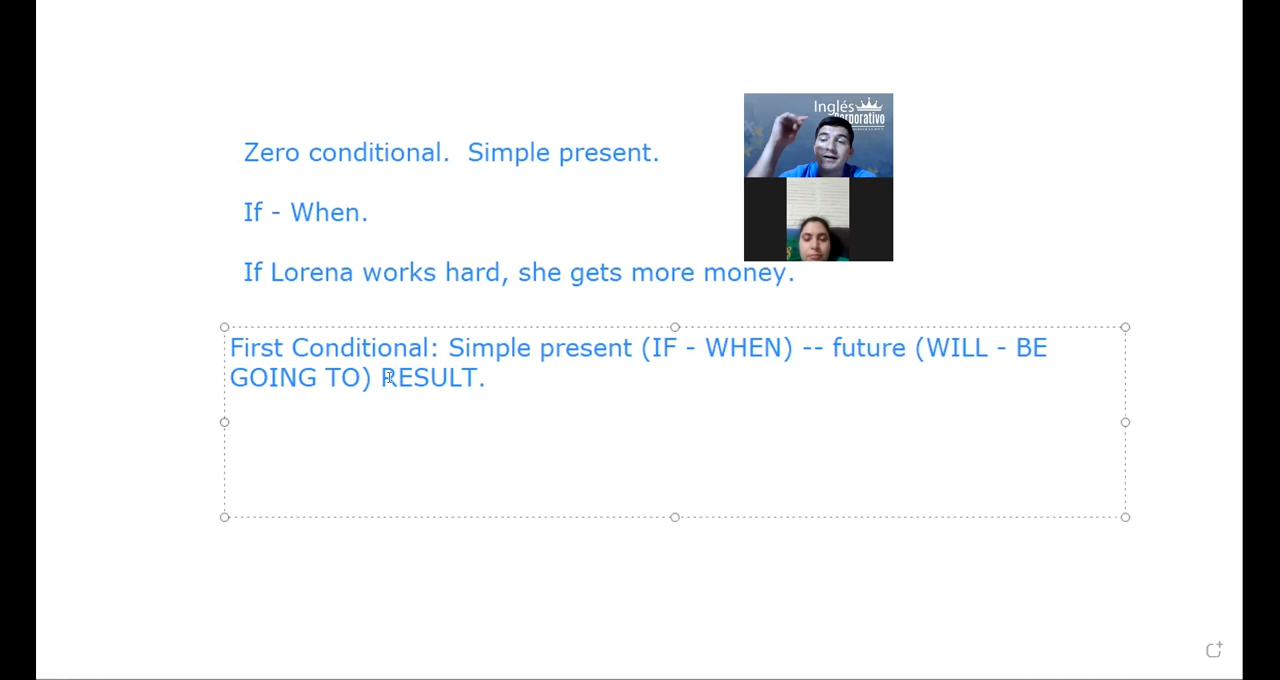 Inglés
Corporativo
Zero conditional.  Simple present.
If - When.
If Lorena works hard, she gets more money.
First Conditional: Simple present (IF - WHEN) -- future (WILL - BE
GOING TO) RESULT.